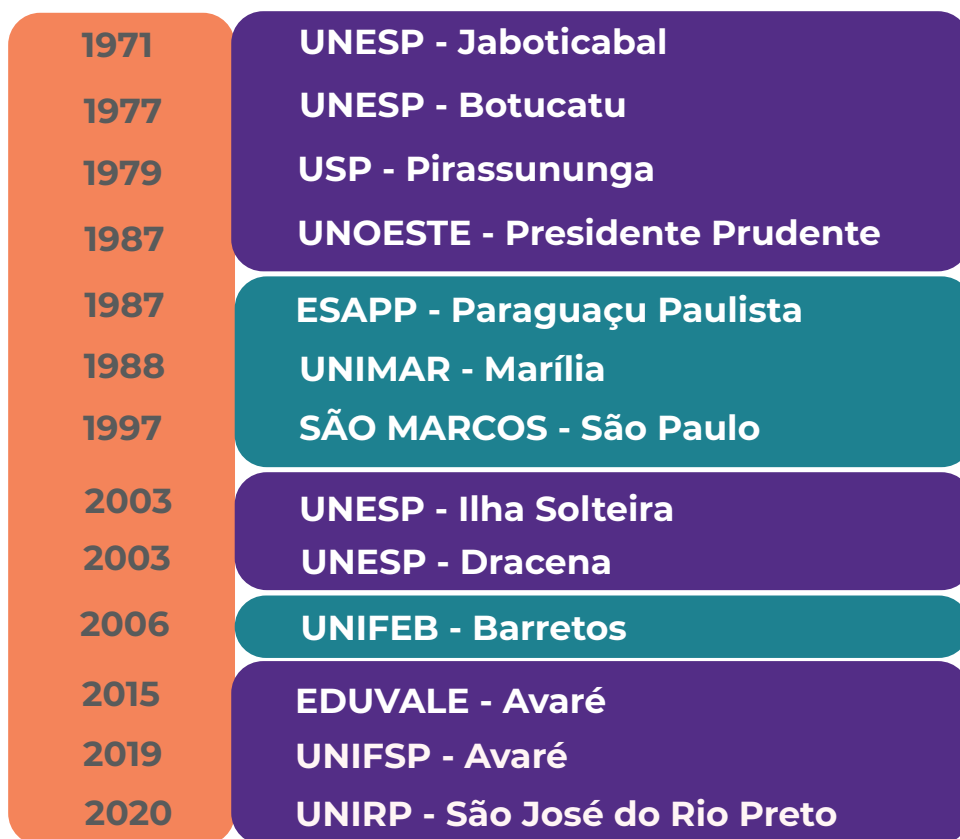 1971 UNESP - Jaboticabal
1977 UNESP - Botucatu
1979 USP - Pirassununga
1987 UNOESTE - Presidente Prudente
1987 ESAPP - Paraguaçu Paulista
1988 UNIMAR - Marília
1997 SÃO MARCOS - São Paulo
2003 UNESP - Ilha Solteira
2003 UNESP - Dracena
2006 UNIFEB - Barretos
2015 EDUVALE - Avaré
2019 UNIFSP - Avaré
2020 UNIRP - São José do Rio Preto